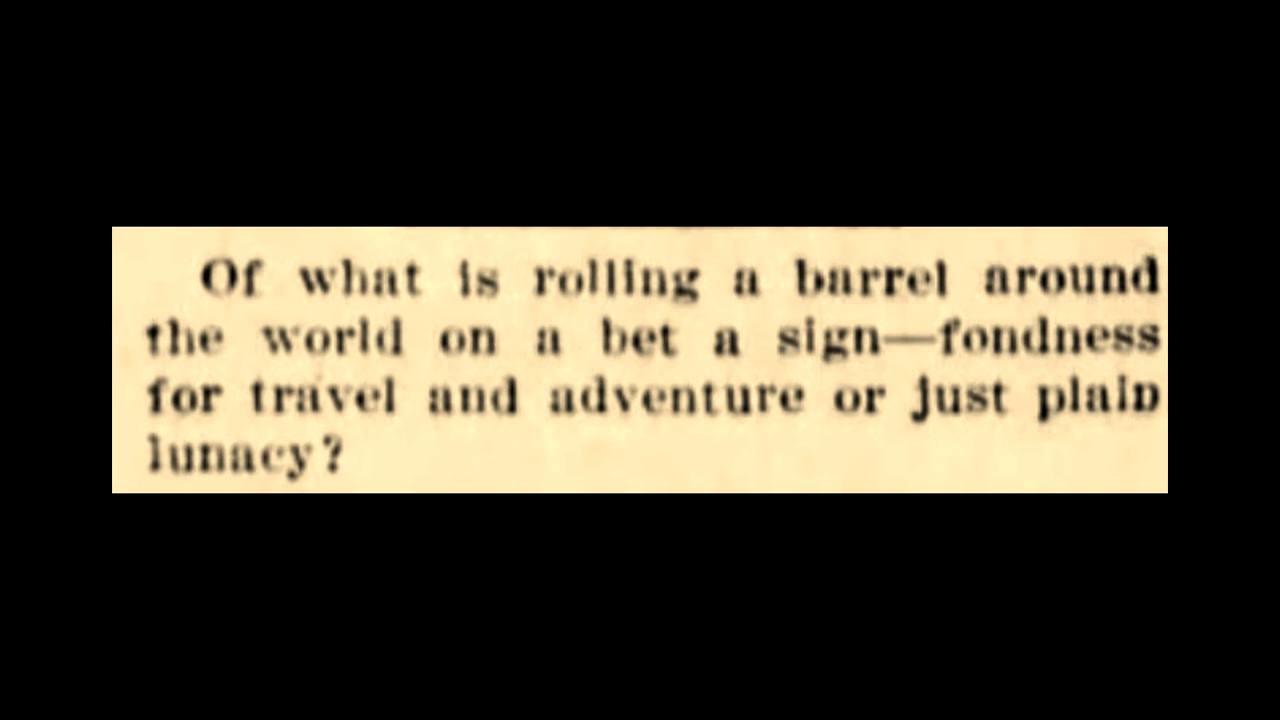 Of what is rolling a barrel around
the world on a bet a sign—fondness
for travel and adventure or just plain
lunacy?